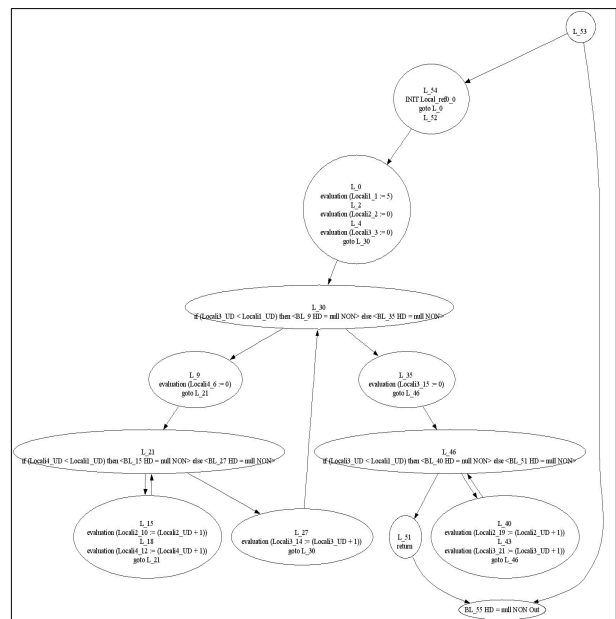 L_53
L_54
INIT Local_ref0_0
goto L_0
L_52
L_0
evaluation (Locali1_1 := 5)
L_2
evaluation (Locali2_2 := 0)
L_4
evaluation (Locali3_3 := 0)
goto L_30
L_30
if (Locali3_UD < Locali1_UD) then <BL_9 HD = null NON> else <BL_35 HD = null NON>
L_9
evaluation (Locali4_6 := 0)
goto L_21
L_35
evaluation (Locali3_15 := 0)
goto L_46
L_21
if (Locali4_UD < Locali1_UD) then <BL_15 HD = null NON> else <BL_27 HD = null NON>
L_46
if (Locali3_UD < Locali1_UD) then <BL_40 HD = null NON> else <BL_51 HD = null NON>
L_15
evaluation (Locali2_10 := (Locali2_UD + 1))
L_18
evaluation (Locali4_12 := (Locali4_UD + 1))
goto L_21
L_27
evaluation (Locali3_14 := (Locali3_UD + 1))
goto L_30
L_51
return
L_40
evaluation (Locali2_19 := (Locali2_UD + 1))
L_43
evaluation (Locali3_21 := (Locali3_UD + 1))
goto L_46
BL_55 HD = null NON Out